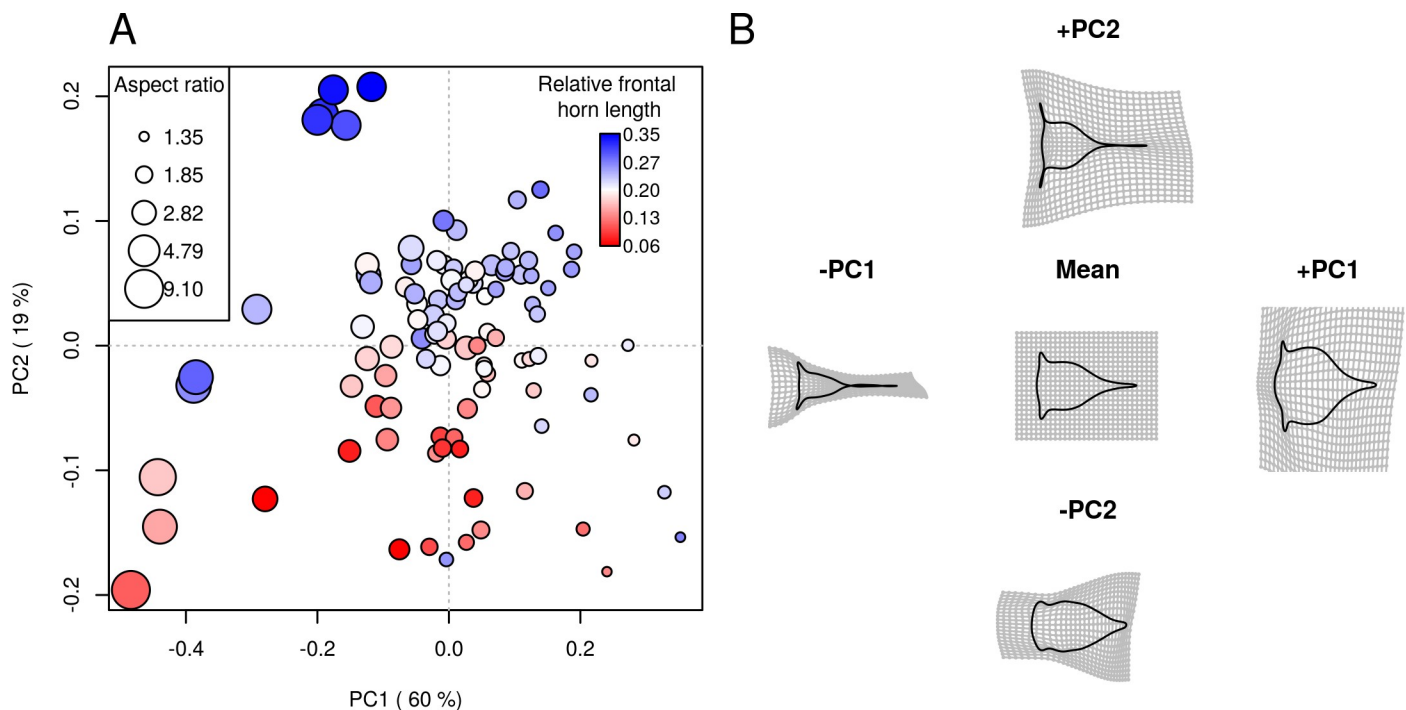 A
B
Aspect ratio
1.35
1.85
2.82
4.79
9.10
Relative frontal
horn length
0.35
0.27
0.20
0.13
0.06
PC2 ( 19 %)
0.2
0.1
0.0
-0.1
-0.2
-0.4
-0.2
0.0
0.2
PC1 ( 60 %)
+PC2
-PC1
Mean
+PC1
-PC2